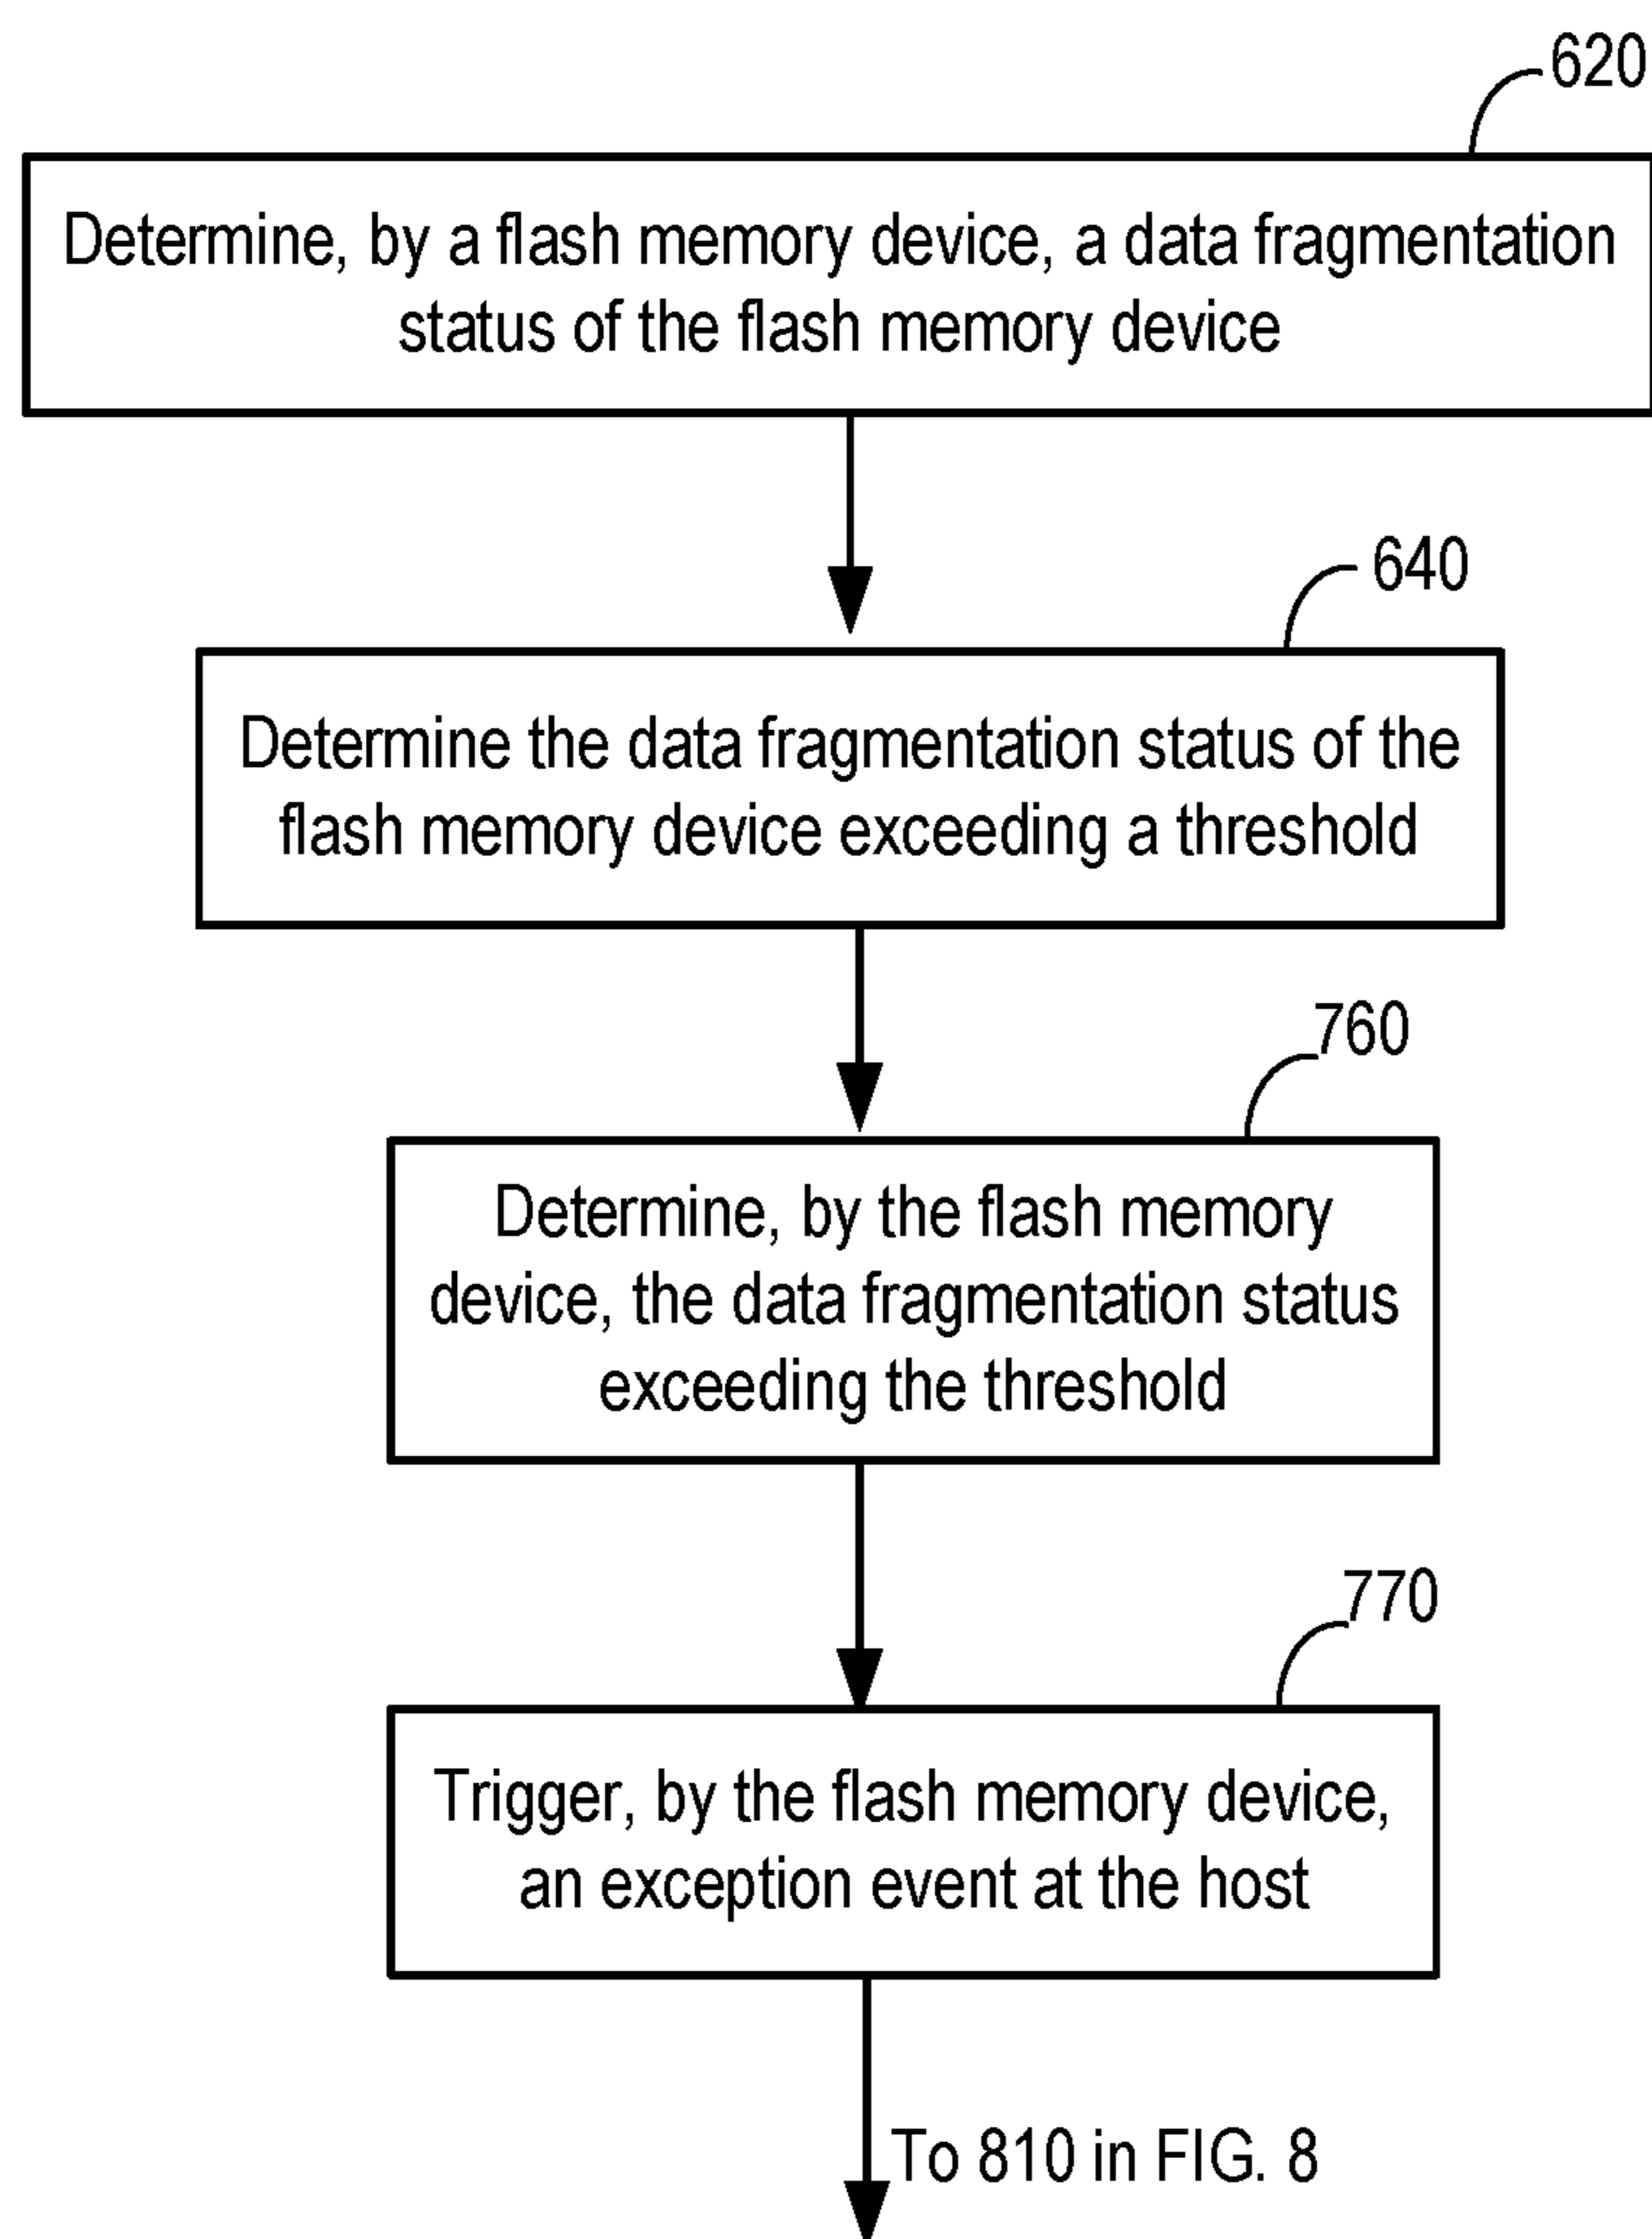 620
Determine, by a flash memory device, a data fragmentation
status of the flash memory device
640
Determine the data fragmentation status of the
flash memory device exceeding a threshold
760
Determine, by the flash memory
device, the data fragmentation status
exceeding the threshold
770
Trigger, by the flash memory device,
an exception event at the host
To 810 in FIG. 8